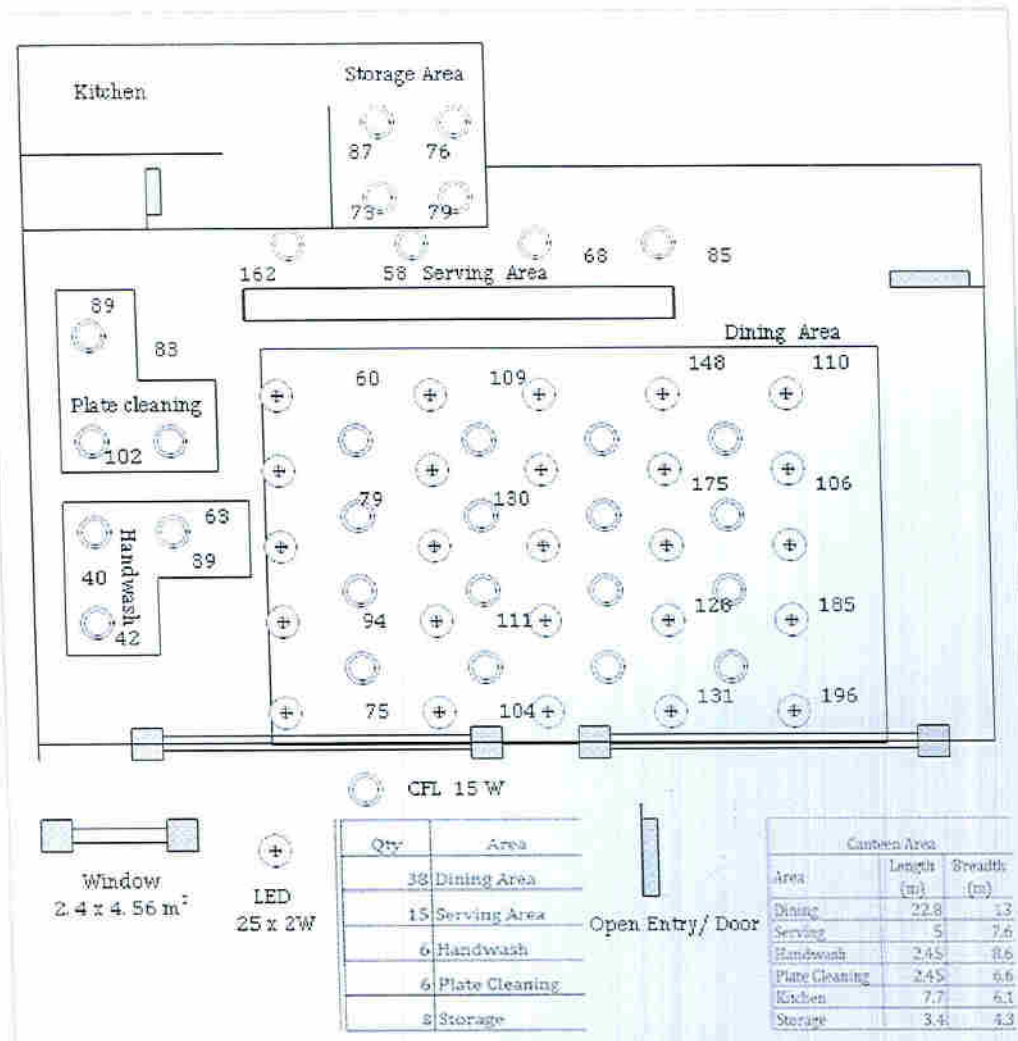 Storage Area
Kitchen
87 76
73 79
68 85
162 58 Serving Area
89
Dining Area
83
148 110
60 109
Plate cleaning
102
175 106
79 130
63
Handwash
89
40
128 185
94 111
42
131 196
75 104
CFL 15 W
Window
2.4 x 4.56 m²
LED
25 x 2W
Qty Area
38 Dining Area
15 Serving Area
6 Handwash
6 Plate Cleaning
8 Storage
Open Entry/ Door
Canteen Area
Area Length (m) Breadth (m)
Dining 22.8 13
Serving 5 7.6
Handwash 2.45 8.6
Plate Cleaning 2.45 6.6
Kitchen 7.7 6.1
Storage 3.4 4.3